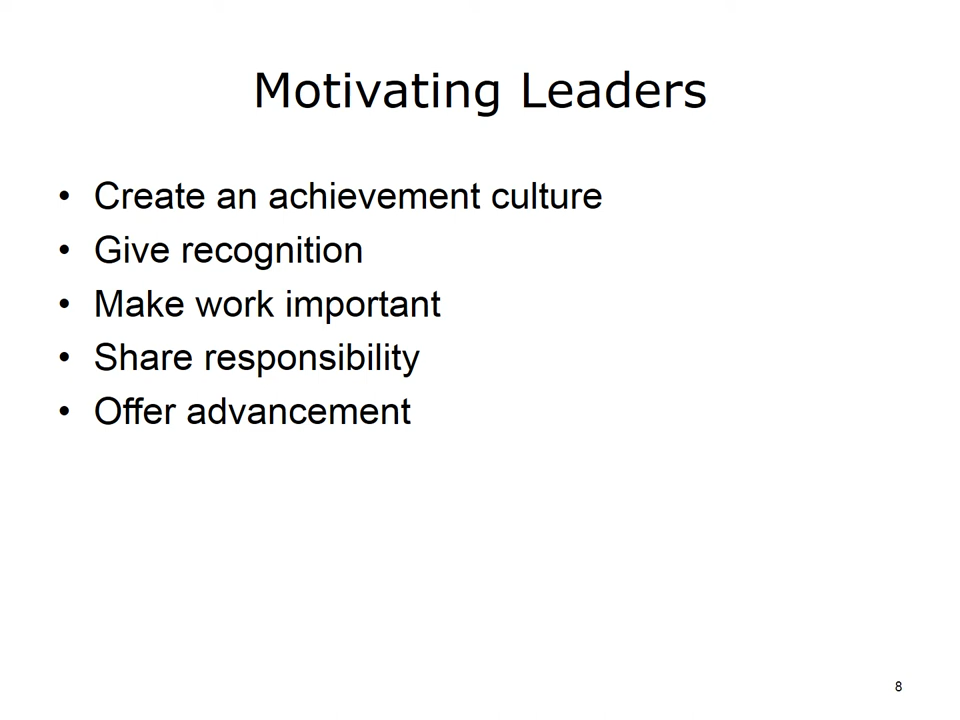 Motivating Leaders
• Create an achievement culture
• Give recognition
• Make work important
• Share responsibility
• Offer advancement
8